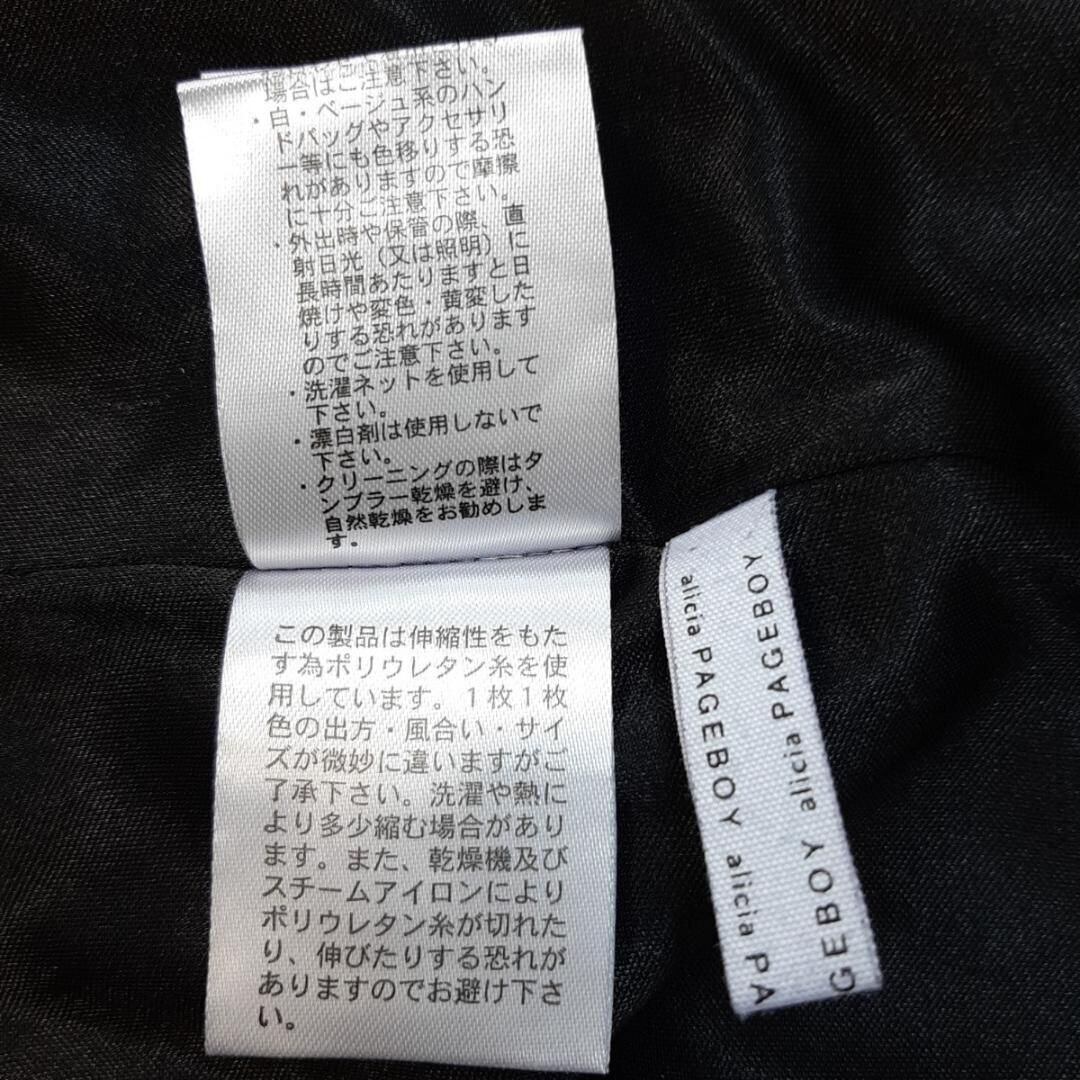 場合はご注意下さい。
・白・ベージュ系のハン
ドバッグやアクセサリ
ー等にも色移りする恐
れがありますので摩擦
に十分ご注意下さい。
・外出時や保管の際、直
射日光（又は照明）に
長時間あたりますと日
焼けや変色・黄変した
りする恐れがあります
のでご注意下さい。
・洗濯ネットを使用して
下さい。
・漂白剤は使用しないで
下さい。
・クリーニングの際はタ
ンブラー乾燥を避け、
自然乾燥をお勧めしま
す。
この製品は伸縮性をもた
す為ポリウレタン糸を使
用しています。1枚1枚
色の出方・風合い・サイ
ズが微妙に違いますがご
了承下さい。洗濯や熱に
より多少縮む場合があり
ます。また、乾燥機及び
スチームアイロンにより
ポリウレタン糸が切れた
り、伸びたりする恐れが
ありますのでお避け下さ
い。
alicia PAGEBOY alicia PA
GEBOY alicia PAGEBOY